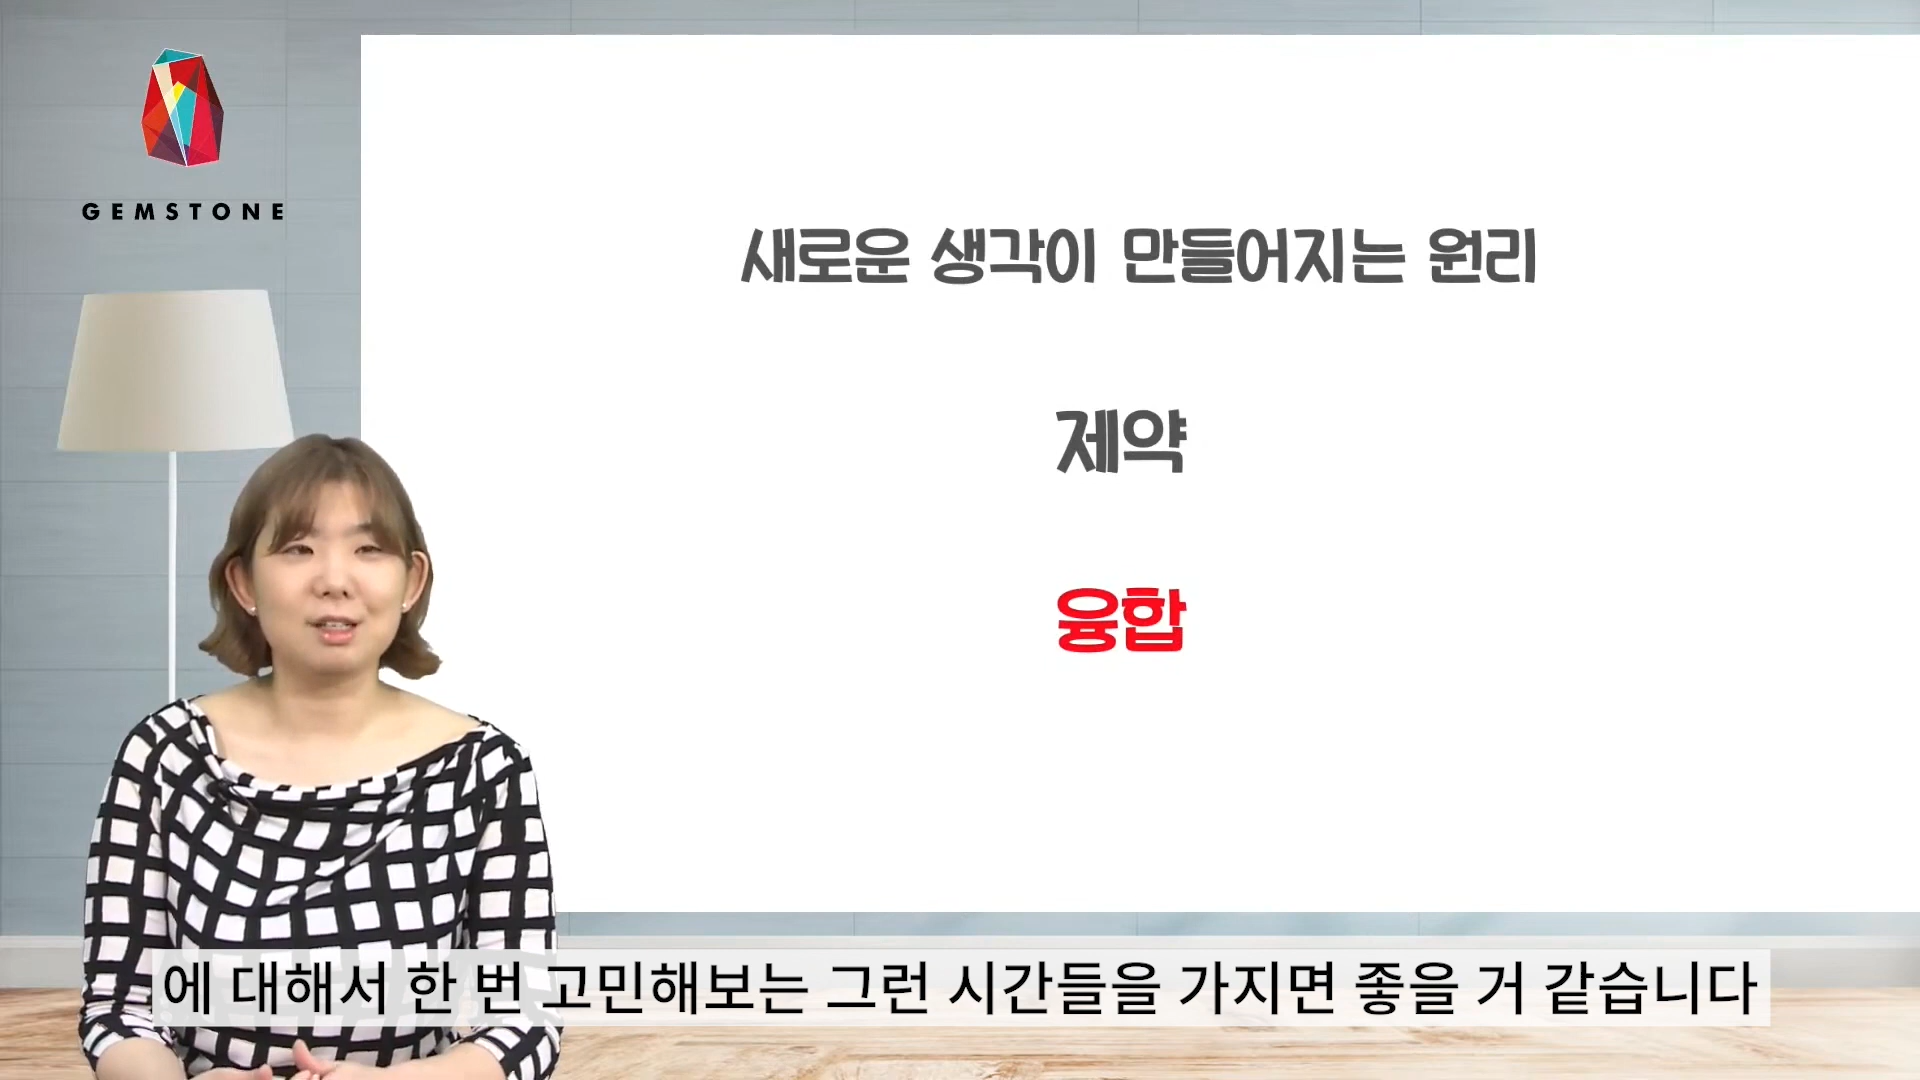 GEMSTONE
새로운 생각이 만들어지는 원리
제약
융합
에 대해서 한 번 고민해보는 그런 시간들을 가지면 좋을 거 같습니다